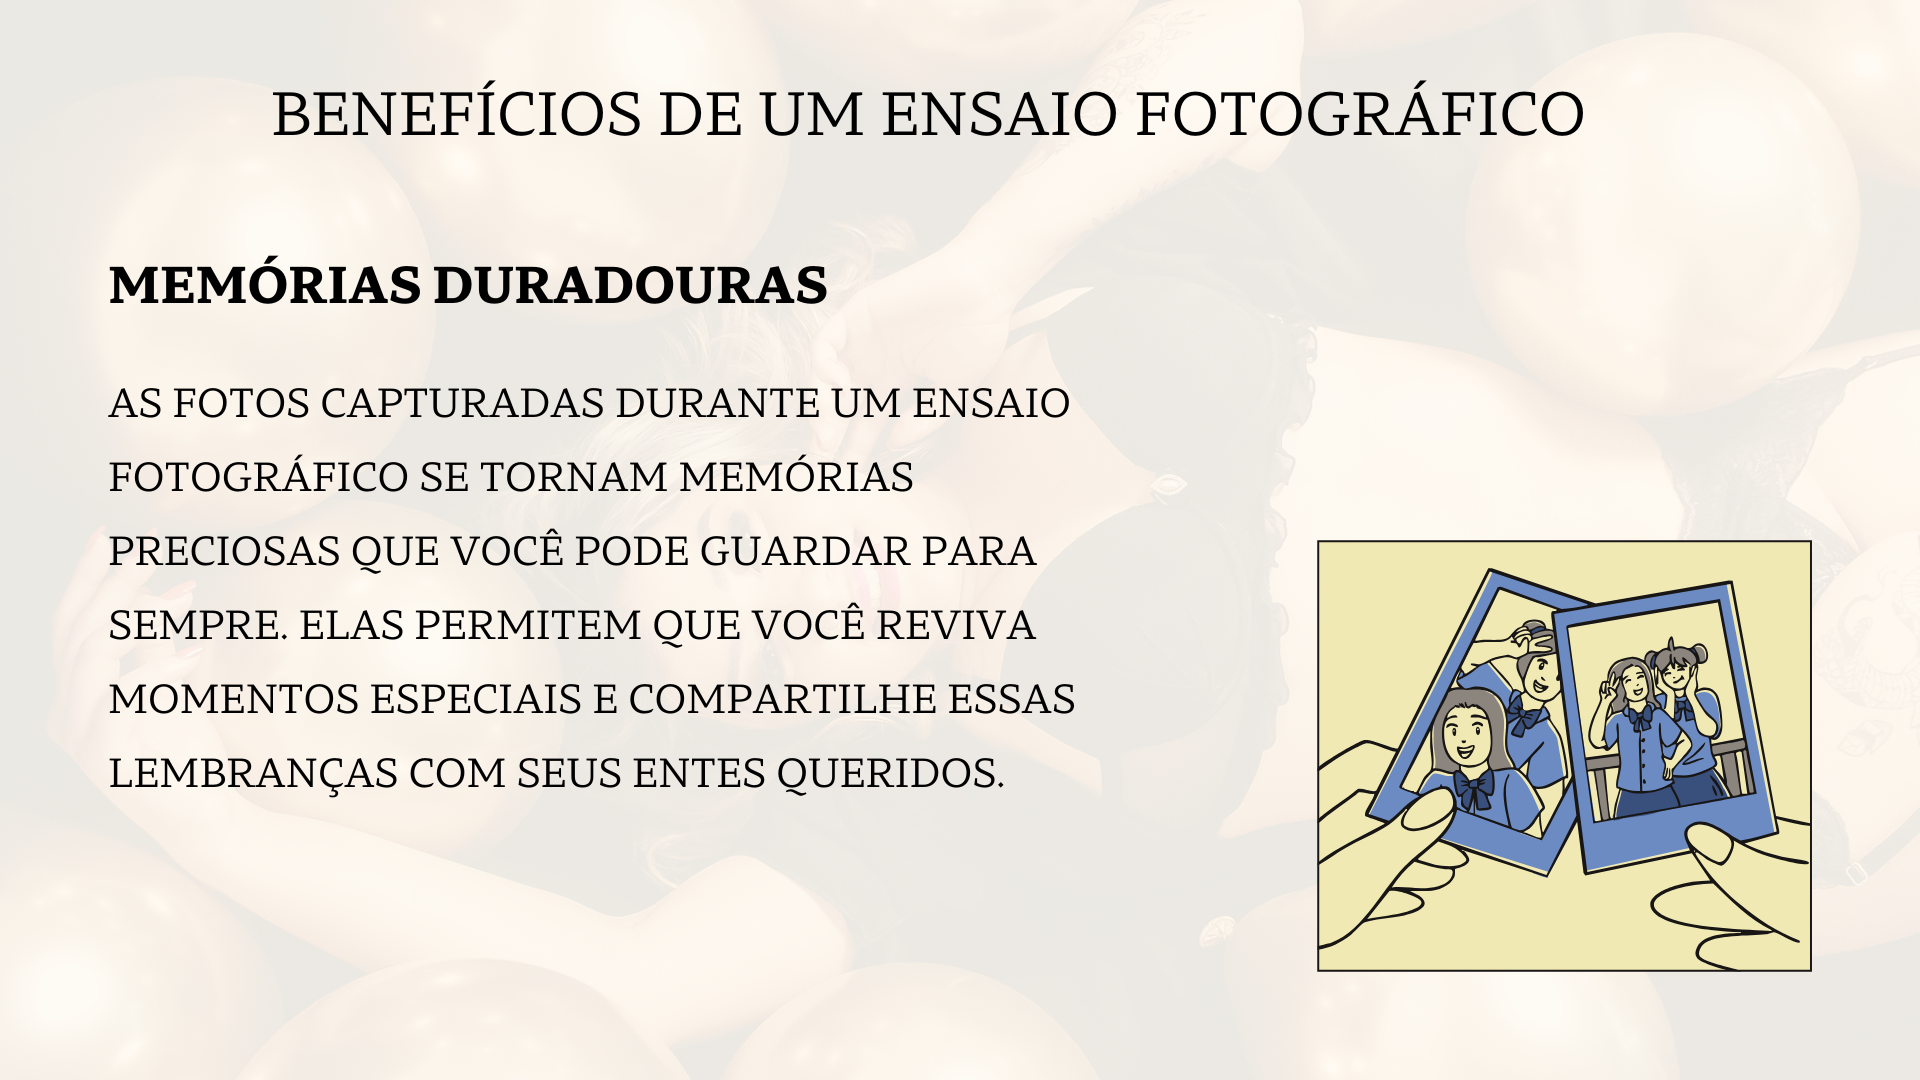 BENEFÍCIOS DE UM ENSAIO FOTOGRÁFICO
MEMÓRIAS DURADOURAS
AS FOTOS CAPTURADAS DURANTE UM ENSAIO
FOTOGRÁFICO SE TORNAM MEMÓRIAS
PRECIOSAS QUE VOCÊ PODE GUARDAR PARA
SEMPRE. ELAS PERMITEM QUE VOCÊ REVIVA
MOMENTOS ESPECIAIS E COMPARTILHE ESSAS
LEMBRANÇAS COM SEUS ENTES QUERIDOS.